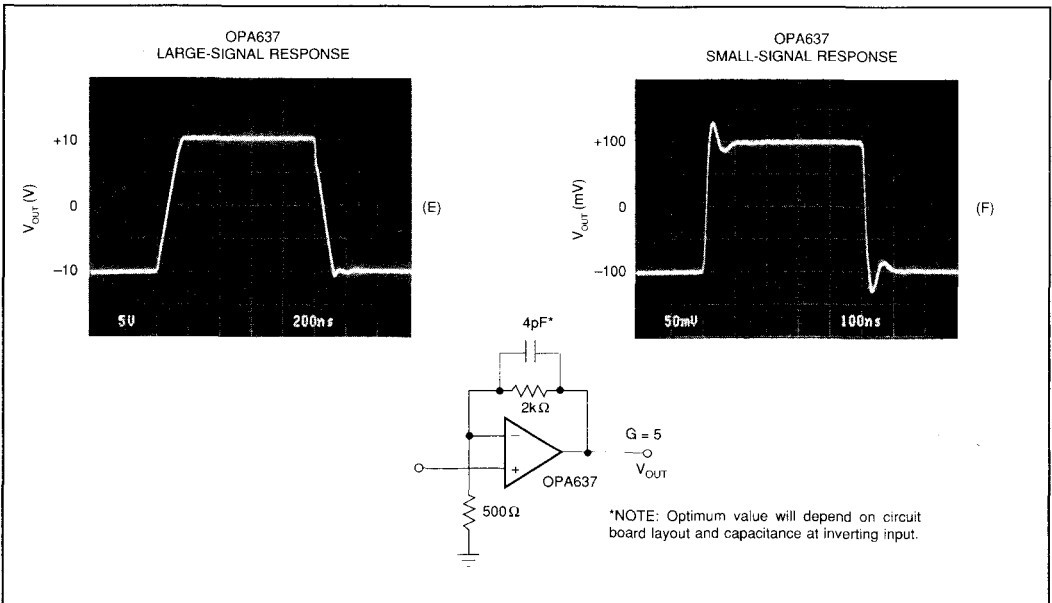 OPA637
LARGE-SIGNAL RESPONSE
+10
0
−10
V_OUT (V)
5V
200ns
(E)
OPA637
SMALL-SIGNAL RESPONSE
+100
0
−100
V_OUT (mV)
50mV
100ns
(F)
4pF*
2kΩ
−
+
OPA637
G = 5
V_OUT
500Ω
*NOTE: Optimum value will depend on circuit
board layout and capacitance at inverting input.